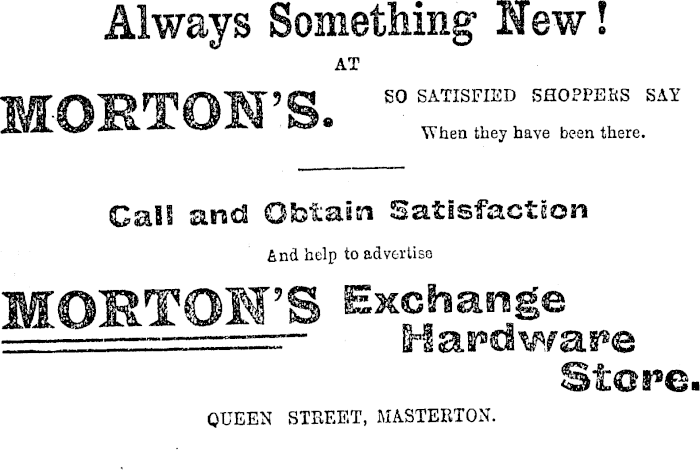 Always Something New!
AT
MORTON'S.
SO SATISFIED SHOPPERS SAY
When they have been there.
Call and Obtain Satisfaction
And help to advertise
MORTON'S Exchange
Hardware
Store.
QUEEN STREET, MASTERTON.